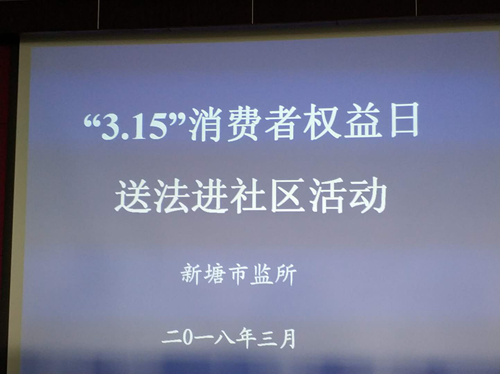 “3.15”消费者权益日
送法进社区活动
新塘市监所
二〇一八年三月